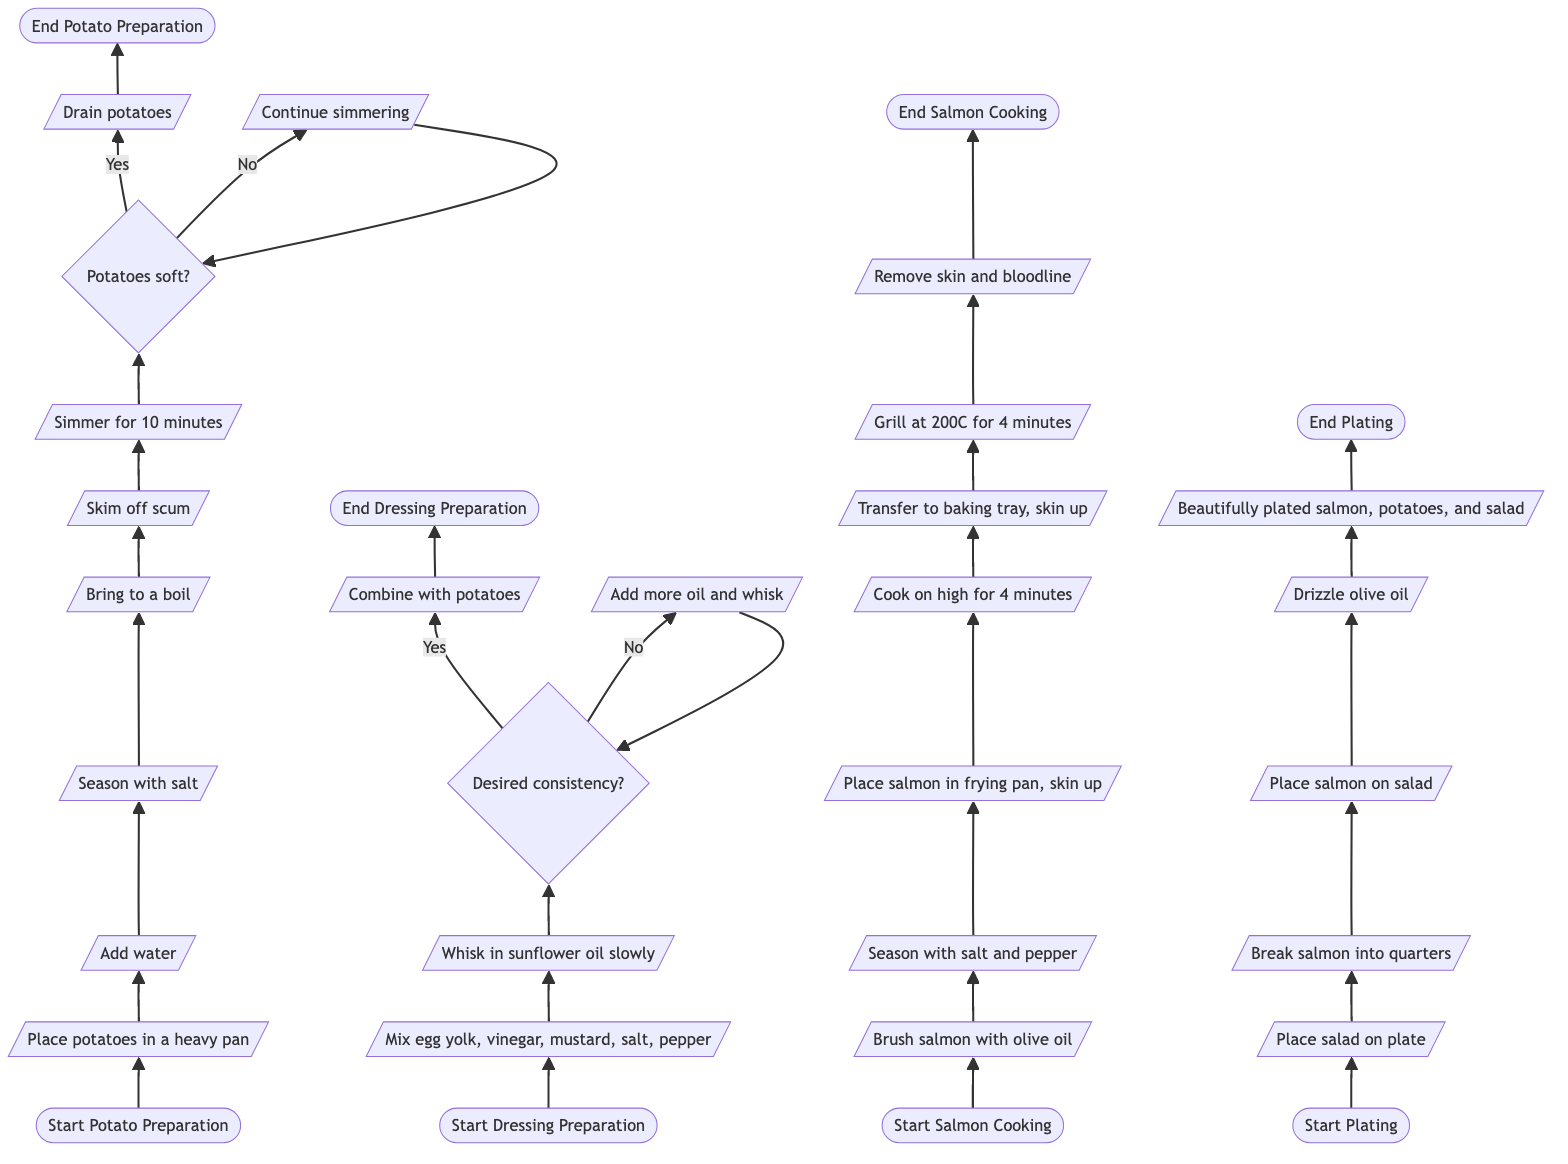 End Potato Preparation
Drain potatoes
Continue simmering
Yes
No
Potatoes soft?
Simmer for 10 minutes
Skim off scum
Bring to a boil
Season with salt
Add water
Place potatoes in a heavy pan
Start Potato Preparation
End Dressing Preparation
Combine with potatoes
Add more oil and whisk
Yes
No
Desired consistency?
Whisk in sunflower oil slowly
Mix egg yolk, vinegar, mustard, salt, pepper
Start Dressing Preparation
End Salmon Cooking
Remove skin and bloodline
Grill at 200C for 4 minutes
Transfer to baking tray, skin up
Cook on high for 4 minutes
Place salmon in frying pan, skin up
Season with salt and pepper
Brush salmon with olive oil
Start Salmon Cooking
End Plating
Beautifully plated salmon, potatoes, and salad
Drizzle olive oil
Place salmon on salad
Break salmon into quarters
Place salad on plate
Start Plating